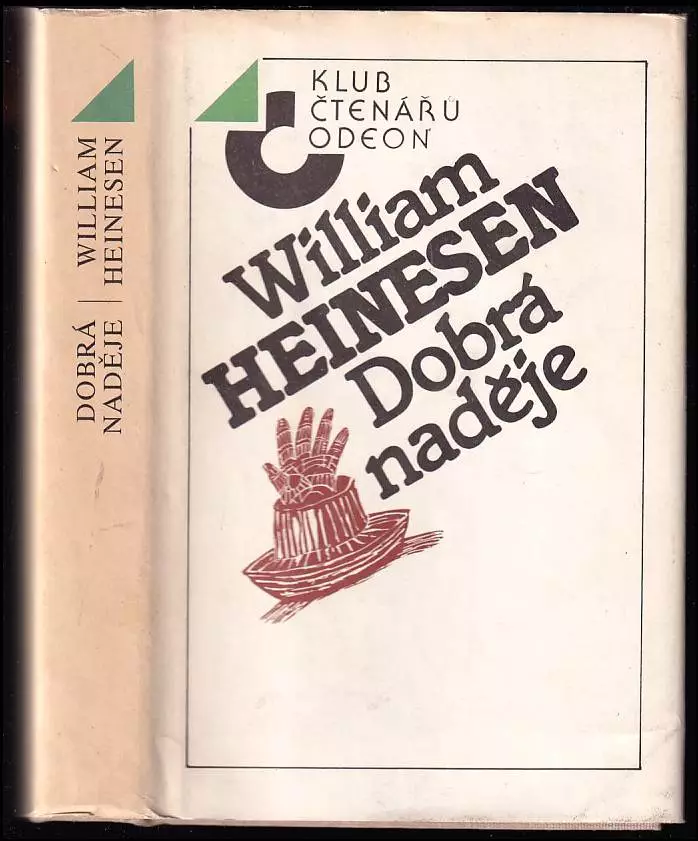 DOBRÁ
NADĚJE
WILLIAM
HEINESEN
KLUB
ČTENÁŘŮ
ODEON
William
HEINESEN
Dobrá
naděje